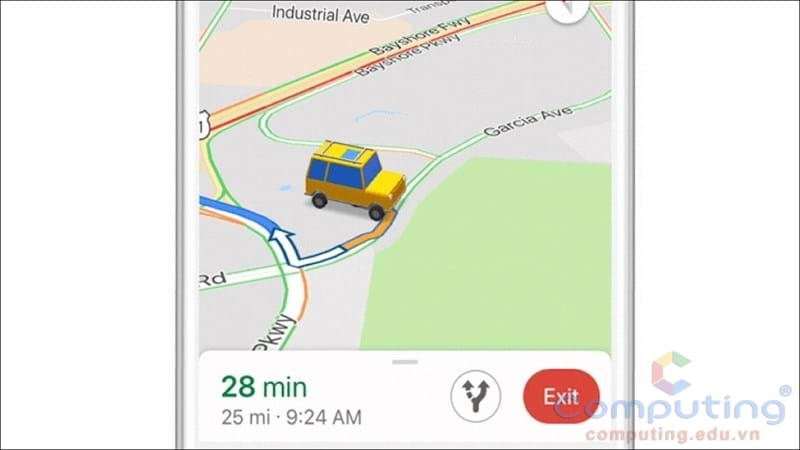 Industrial Ave
Transpo
Bayshore Fwy
Bayshore Pkwy
1
Garcia Ave
Rd
Pkwy
28 min
25 mi · 9:24 AM
Exit
Computing®
computing.edu.vn